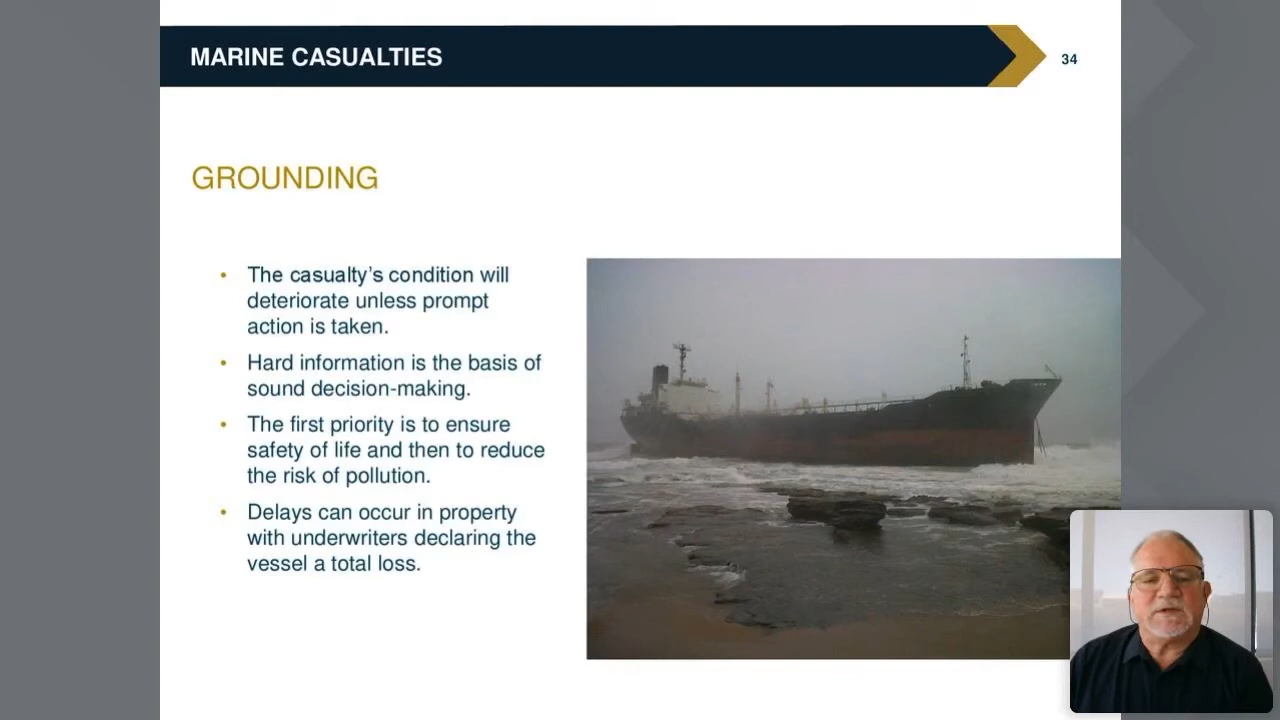 MARINE CASUALTIES
34
GROUNDING
• The casualty's condition will
deteriorate unless prompt
action is taken.
• Hard information is the basis of
sound decision-making.
• The first priority is to ensure
safety of life and then to reduce
the risk of pollution.
• Delays can occur in property
with underwriters declaring the
vessel a total loss.